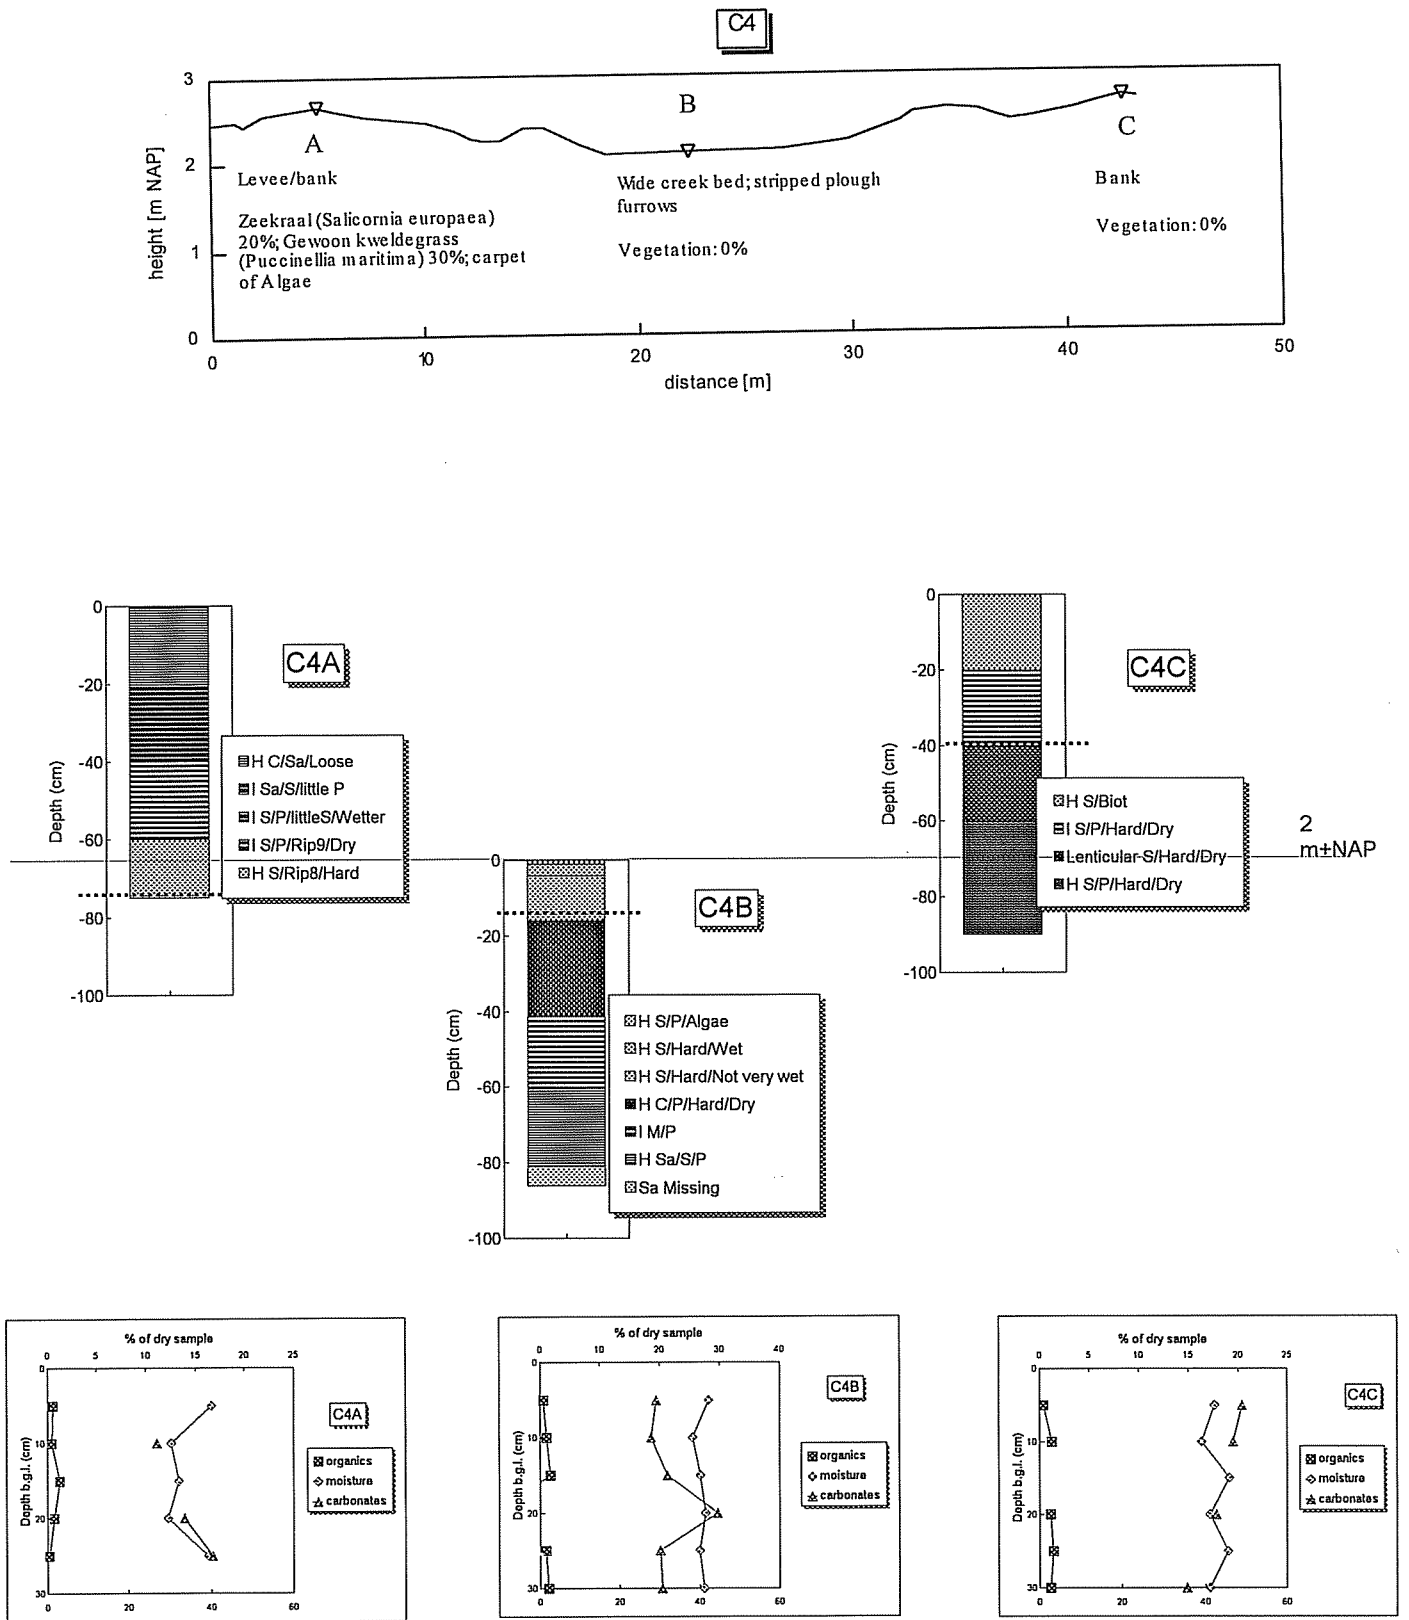 C4
3
2
1
0
height [m NAP]
A
B
C
Levee/bank
Zeekraal (Salicornia europaea)
20%; Gewoon kweldegrass
(Puccinellia maritima) 30%; carpet
of Algae
Wide creek bed; stripped plough
furrows
Vegetation: 0%
Bank
Vegetation: 0%
0 10 20 30 40 50
distance [m]
0
-20
-40
-60
-80
-100
Depth (cm)
C4A
H C/Sa/Loose
I Sa/S/little P
I S/P/littleS/Wetter
I S/P/Rip9/Dry
H S/Rip8/Hard
0
-20
-40
-60
-80
-100
Depth (cm)
C4B
H S/P/Algae
H S/Hard/Wet
H S/Hard/Not very wet
H C/P/Hard/Dry
I M/P
H Sa/S/P
Sa Missing
0
-20
-40
-60
-80
-100
Depth (cm)
C4C
H S/Biot
I S/P/Hard/Dry
Lenticular-S/Hard/Dry
H S/P/Hard/Dry
2
m±NAP
% of dry sample
0 5 10 15 20 25
0
10
20
30
Depth b.g.l. (cm)
0 20 40 60
C4A
organics
moisture
carbonates
% of dry sample
0 10 20 30 40
0
10
20
30
Depth b.g.l. (cm)
0 20 40 60
C4B
organics
moisture
carbonates
% of dry sample
0 5 10 15 20 25
0
10
20
30
Depth b.g.l. (cm)
0 20 40 60
C4C
organics
moisture
carbonates